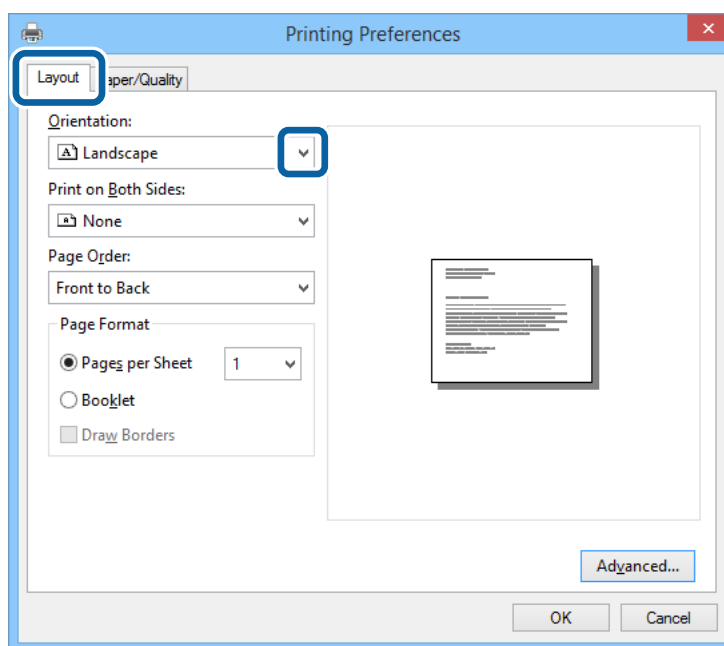 Printing Preferences
Layout
aper/Quality
Orientation:
A Landscape
Print on Both Sides:
None
Page Order:
Front to Back
Page Format
Pages per Sheet 1
Booklet
Draw Borders
Advanced...
OK Cancel